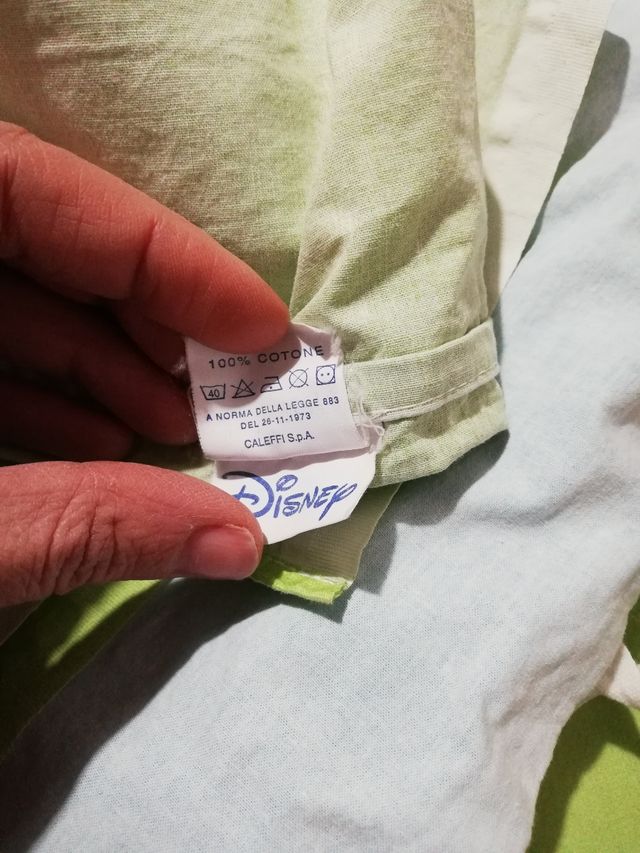 100% COTONE
40
A NORMA DELLA LEGGE 883
DEL 26-11-1973
CALEFFI S.p.A.
DISNEY